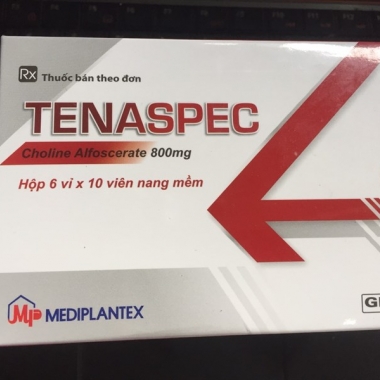 Rx Thuốc bán theo đơn
TENASPEC
Choline Alfoscerate 800mg
Hộp 6 vỉ x 10 viên nang mềm
MP MEDIPLANTEX